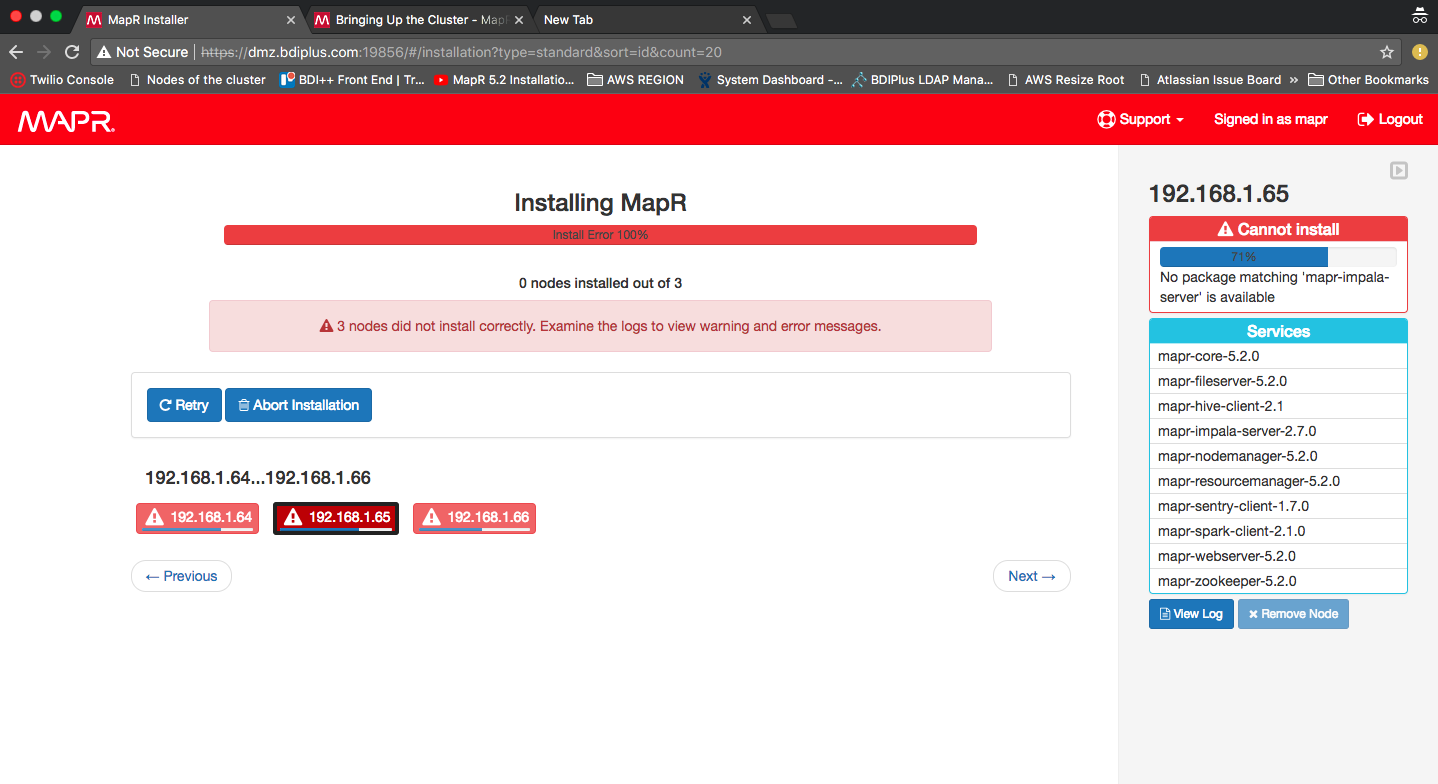 MapR Installer
Bringing Up the Cluster - Map
New Tab
Not Secure | https://dmz.bdiplus.com:19856/#/installation?type=standard&sort=id&count=20
Twilio Console
Nodes of the cluster
BDI++ Front End | Tr...
MapR 5.2 Installatio...
AWS REGION
System Dashboard -...
BDIPlus LDAP Mana...
AWS Resize Root
Atlassian Issue Board
»
Other Bookmarks
MAPR
Support
Signed in as mapr
Logout
Installing MapR
Install Error 100%
0 nodes installed out of 3
3 nodes did not install correctly. Examine the logs to view warning and error messages.
Retry
Abort Installation
192.168.1.64...192.168.1.66
192.168.1.64
192.168.1.65
192.168.1.66
← Previous
Next →
192.168.1.65
Cannot install
71%
No package matching 'mapr-impala-
server' is available
Services
mapr-core-5.2.0
mapr-fileserver-5.2.0
mapr-hive-client-2.1
mapr-impala-server-2.7.0
mapr-nodemanager-5.2.0
mapr-resourcemanager-5.2.0
mapr-sentry-client-1.7.0
mapr-spark-client-2.1.0
mapr-webserver-5.2.0
mapr-zookeeper-5.2.0
View Log
Remove Node